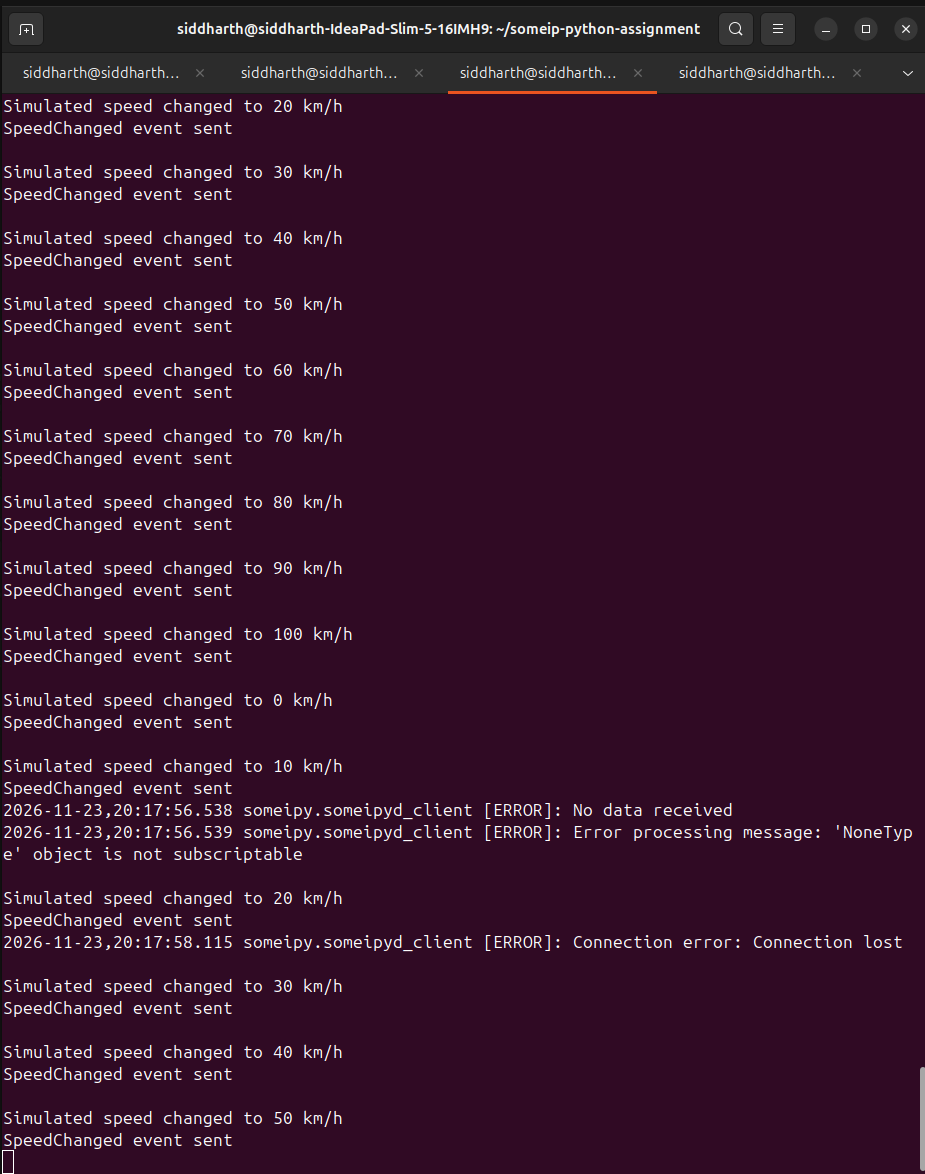 siddharth@siddharth-IdeaPad-Slim-5-16IMH9: ~/someip-python-assignment
siddharth@siddharth... siddharth@siddharth... siddharth@siddharth... siddharth@siddharth...
Simulated speed changed to 20 km/h
SpeedChanged event sent
Simulated speed changed to 30 km/h
SpeedChanged event sent
Simulated speed changed to 40 km/h
SpeedChanged event sent
Simulated speed changed to 50 km/h
SpeedChanged event sent
Simulated speed changed to 60 km/h
SpeedChanged event sent
Simulated speed changed to 70 km/h
SpeedChanged event sent
Simulated speed changed to 80 km/h
SpeedChanged event sent
Simulated speed changed to 90 km/h
SpeedChanged event sent
Simulated speed changed to 100 km/h
SpeedChanged event sent
Simulated speed changed to 0 km/h
SpeedChanged event sent
Simulated speed changed to 10 km/h
SpeedChanged event sent
2026-11-23,20:17:56.538 someipy.someipyd_client [ERROR]: No data received
2026-11-23,20:17:56.539 someipy.someipyd_client [ERROR]: Error processing message: 'NoneTyp
e' object is not subscriptable
Simulated speed changed to 20 km/h
SpeedChanged event sent
2026-11-23,20:17:58.115 someipy.someipyd_client [ERROR]: Connection error: Connection lost
Simulated speed changed to 30 km/h
SpeedChanged event sent
Simulated speed changed to 40 km/h
SpeedChanged event sent
Simulated speed changed to 50 km/h
SpeedChanged event sent